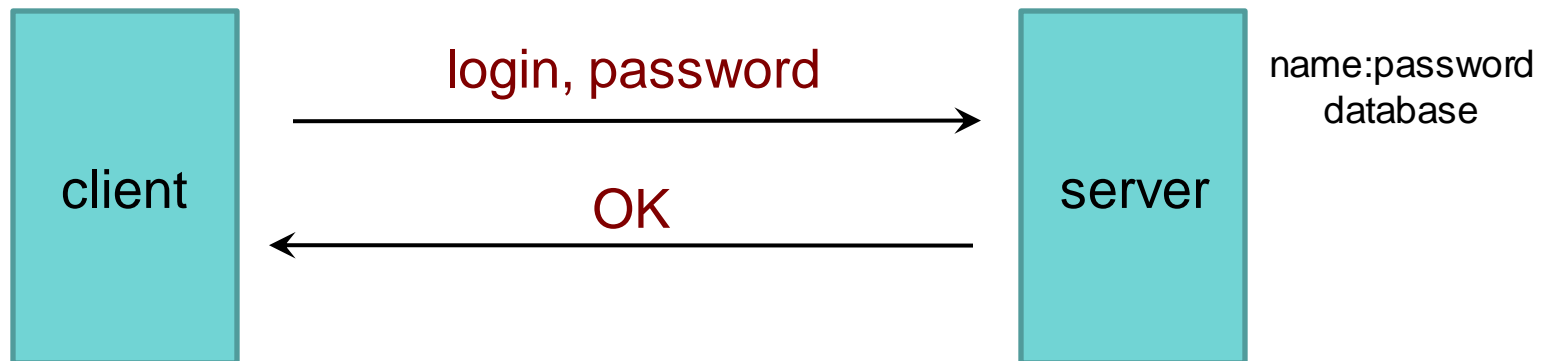 client
login, password
OK
server
name:password
database